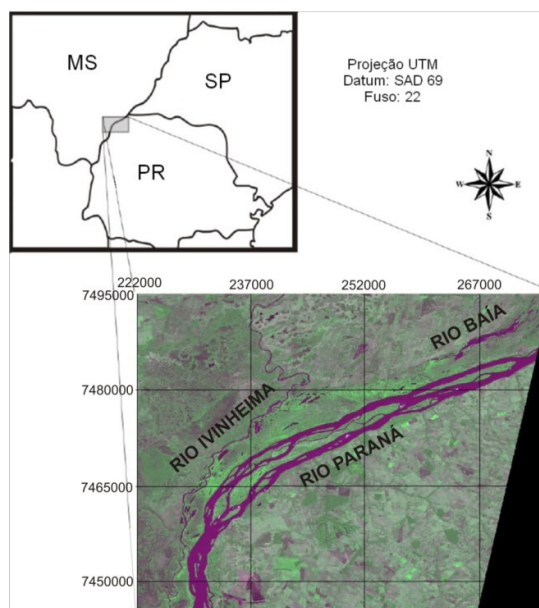 MS
SP
PR
Projeção UTM
Datum: SAD 69
Fuso: 22
N
W
E
S
222000
237000
252000
267000
7495000
7480000
7465000
7450000
RIO BAÍA
RIO IVINHEIMA
RIO PARANÁ